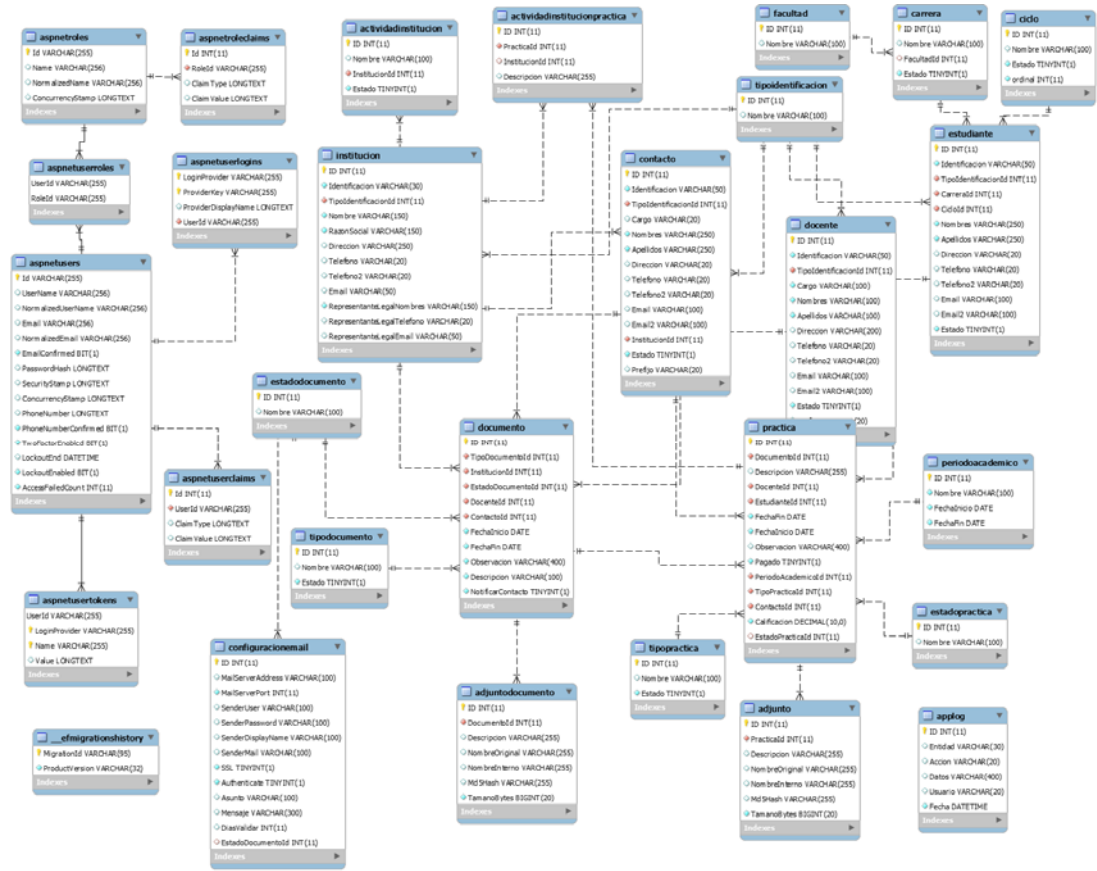 aspnetroles
Id VARCHAR(255)
Name VARCHAR(256)
NormalizedName VARCHAR(256)
ConcurrencyStamp LONGTEXT
Indexes
aspnetroleclaims
Id INT(11)
RoleId VARCHAR(255)
ClaimType LONGTEXT
ClaimValue LONGTEXT
Indexes
actividadinstitucion
ID INT(11)
Nombre VARCHAR(100)
InstitucionId INT(11)
Estado TINYINT(1)
Indexes
actividadinstitucionpractica
ID INT(11)
PracticaId INT(11)
InstitucionId INT(11)
Descripcion VARCHAR(255)
Indexes
facultad
ID INT(11)
Nombre VARCHAR(100)
Indexes
carrera
ID INT(11)
Nombre VARCHAR(100)
FacultadId INT(11)
Estado TINYINT(1)
Indexes
ciclo
ID INT(11)
Nombre VARCHAR(100)
Estado TINYINT(1)
ordinal INT(11)
Indexes
tipoidentificacion
ID INT(11)
Nombre VARCHAR(100)
Indexes
aspnetuserroles
UserId VARCHAR(255)
RoleId VARCHAR(255)
Indexes
aspnetuserlogins
LoginProvider VARCHAR(255)
ProviderKey VARCHAR(255)
ProviderDisplayName LONGTEXT
UserId VARCHAR(255)
Indexes
institucion
ID INT(11)
Identificacion VARCHAR(30)
TipoIdentificacionId INT(11)
Nombre VARCHAR(150)
RazonSocial VARCHAR(150)
Direccion VARCHAR(250)
Telefono VARCHAR(20)
Telefono2 VARCHAR(20)
Email VARCHAR(50)
RepresentanteLegalNombres VARCHAR(150)
RepresentanteLegalTelefono VARCHAR(20)
RepresentanteLegalEmail VARCHAR(50)
Indexes
contacto
ID INT(11)
Identificacion VARCHAR(50)
TipoIdentificacionId INT(11)
Cargo VARCHAR(20)
Nombres VARCHAR(250)
Apellidos VARCHAR(250)
Direccion VARCHAR(20)
Telefono VARCHAR(20)
Telefono2 VARCHAR(20)
Email VARCHAR(100)
Email2 VARCHAR(100)
InstitucionId INT(11)
Estado TINYINT(1)
Prefijo VARCHAR(20)
Indexes
docente
ID INT(11)
Identificacion VARCHAR(50)
TipoIdentificacionId INT(11)
Cargo VARCHAR(100)
Nombres VARCHAR(100)
Apellidos VARCHAR(100)
Direccion VARCHAR(200)
Telefono VARCHAR(20)
Telefono2 VARCHAR(20)
Email VARCHAR(100)
Email2 VARCHAR(100)
Estado TINYINT(1)
(20)
estudiante
ID INT(11)
Identificacion VARCHAR(50)
TipoIdentificacionId INT(11)
CarreraId INT(11)
CicloId INT(11)
Nombres VARCHAR(250)
Apellidos VARCHAR(250)
Direccion VARCHAR(20)
Telefono VARCHAR(20)
Telefono2 VARCHAR(20)
Email VARCHAR(100)
Email2 VARCHAR(100)
Estado TINYINT(1)
Indexes
aspnetusers
Id VARCHAR(255)
UserName VARCHAR(256)
NormalizedUserName VARCHAR(256)
Email VARCHAR(256)
NormalizedEmail VARCHAR(256)
EmailConfirmed BIT(1)
PasswordHash LONGTEXT
SecurityStamp LONGTEXT
ConcurrencyStamp LONGTEXT
PhoneNumber LONGTEXT
PhoneNumberConfirmed BIT(1)
TwoFactorEnabled BIT(1)
LockoutEnd DATETIME
LockoutEnabled BIT(1)
AccessFailedCount INT(11)
Indexes
estadodocumento
ID INT(11)
Nombre VARCHAR(100)
Indexes
aspnetuserclaims
Id INT(11)
UserId VARCHAR(255)
ClaimType LONGTEXT
ClaimValue LONGTEXT
Indexes
documento
ID INT(11)
TipoDocumentoId INT(11)
InstitucionId INT(11)
EstadoDocumentoId INT(11)
DocenteId INT(11)
ContactoId INT(11)
FechaInicio DATE
FechaFin DATE
Observacion VARCHAR(400)
Descripcion VARCHAR(100)
NotificarContacto TINYINT(1)
Indexes
practica
ID INT(11)
DocumentoId INT(11)
Descripcion VARCHAR(255)
DocenteId INT(11)
EstudianteId INT(11)
FechaFin DATE
FechaInicio DATE
Observacion VARCHAR(400)
Pagado TINYINT(1)
PeriodoAcademicoId INT(11)
TipoPracticaId INT(11)
ContactoId INT(11)
Calificacion DECIMAL(10,0)
EstadoPracticaId INT(11)
Indexes
periodoacademico
ID INT(11)
Nombre VARCHAR(100)
FechaInicio DATE
FechaFin DATE
Indexes
tipodocumento
ID INT(11)
Nombre VARCHAR(100)
Estado TINYINT(1)
Indexes
aspnetusertokens
UserId VARCHAR(255)
LoginProvider VARCHAR(255)
Name VARCHAR(255)
Value LONGTEXT
Indexes
estadopractica
ID INT(11)
Nombre VARCHAR(100)
Indexes
configuracionemail
ID INT(11)
MailServerAddress VARCHAR(100)
MailServerPort INT(11)
SenderUser VARCHAR(100)
SenderPassword VARCHAR(100)
SenderDisplayName VARCHAR(100)
SenderMail VARCHAR(100)
SSL TINYINT(1)
Authenticate TINYINT(1)
Asunto VARCHAR(100)
Mensaje VARCHAR(300)
DiasValidar INT(11)
EstadoDocumentoId INT(11)
Indexes
tipopractica
ID INT(11)
Nombre VARCHAR(100)
Estado TINYINT(1)
Indexes
adjuntodocumento
ID INT(11)
DocumentoId INT(11)
Descripcion VARCHAR(255)
NombreOriginal VARCHAR(255)
NombreInterno VARCHAR(255)
Md5Hash VARCHAR(255)
TamanoBytes BIGINT(20)
Indexes
adjunto
ID INT(11)
PracticaId INT(11)
Descripcion VARCHAR(255)
NombreOriginal VARCHAR(255)
NombreInterno VARCHAR(255)
Md5Hash VARCHAR(255)
TamanoBytes BIGINT(20)
Indexes
applog
ID INT(11)
Entidad VARCHAR(30)
Accion VARCHAR(20)
Datos VARCHAR(400)
Usuario VARCHAR(20)
Fecha DATETIME
Indexes
__efmigrationshistory
MigrationId VARCHAR(95)
ProductVersion VARCHAR(32)
Indexes